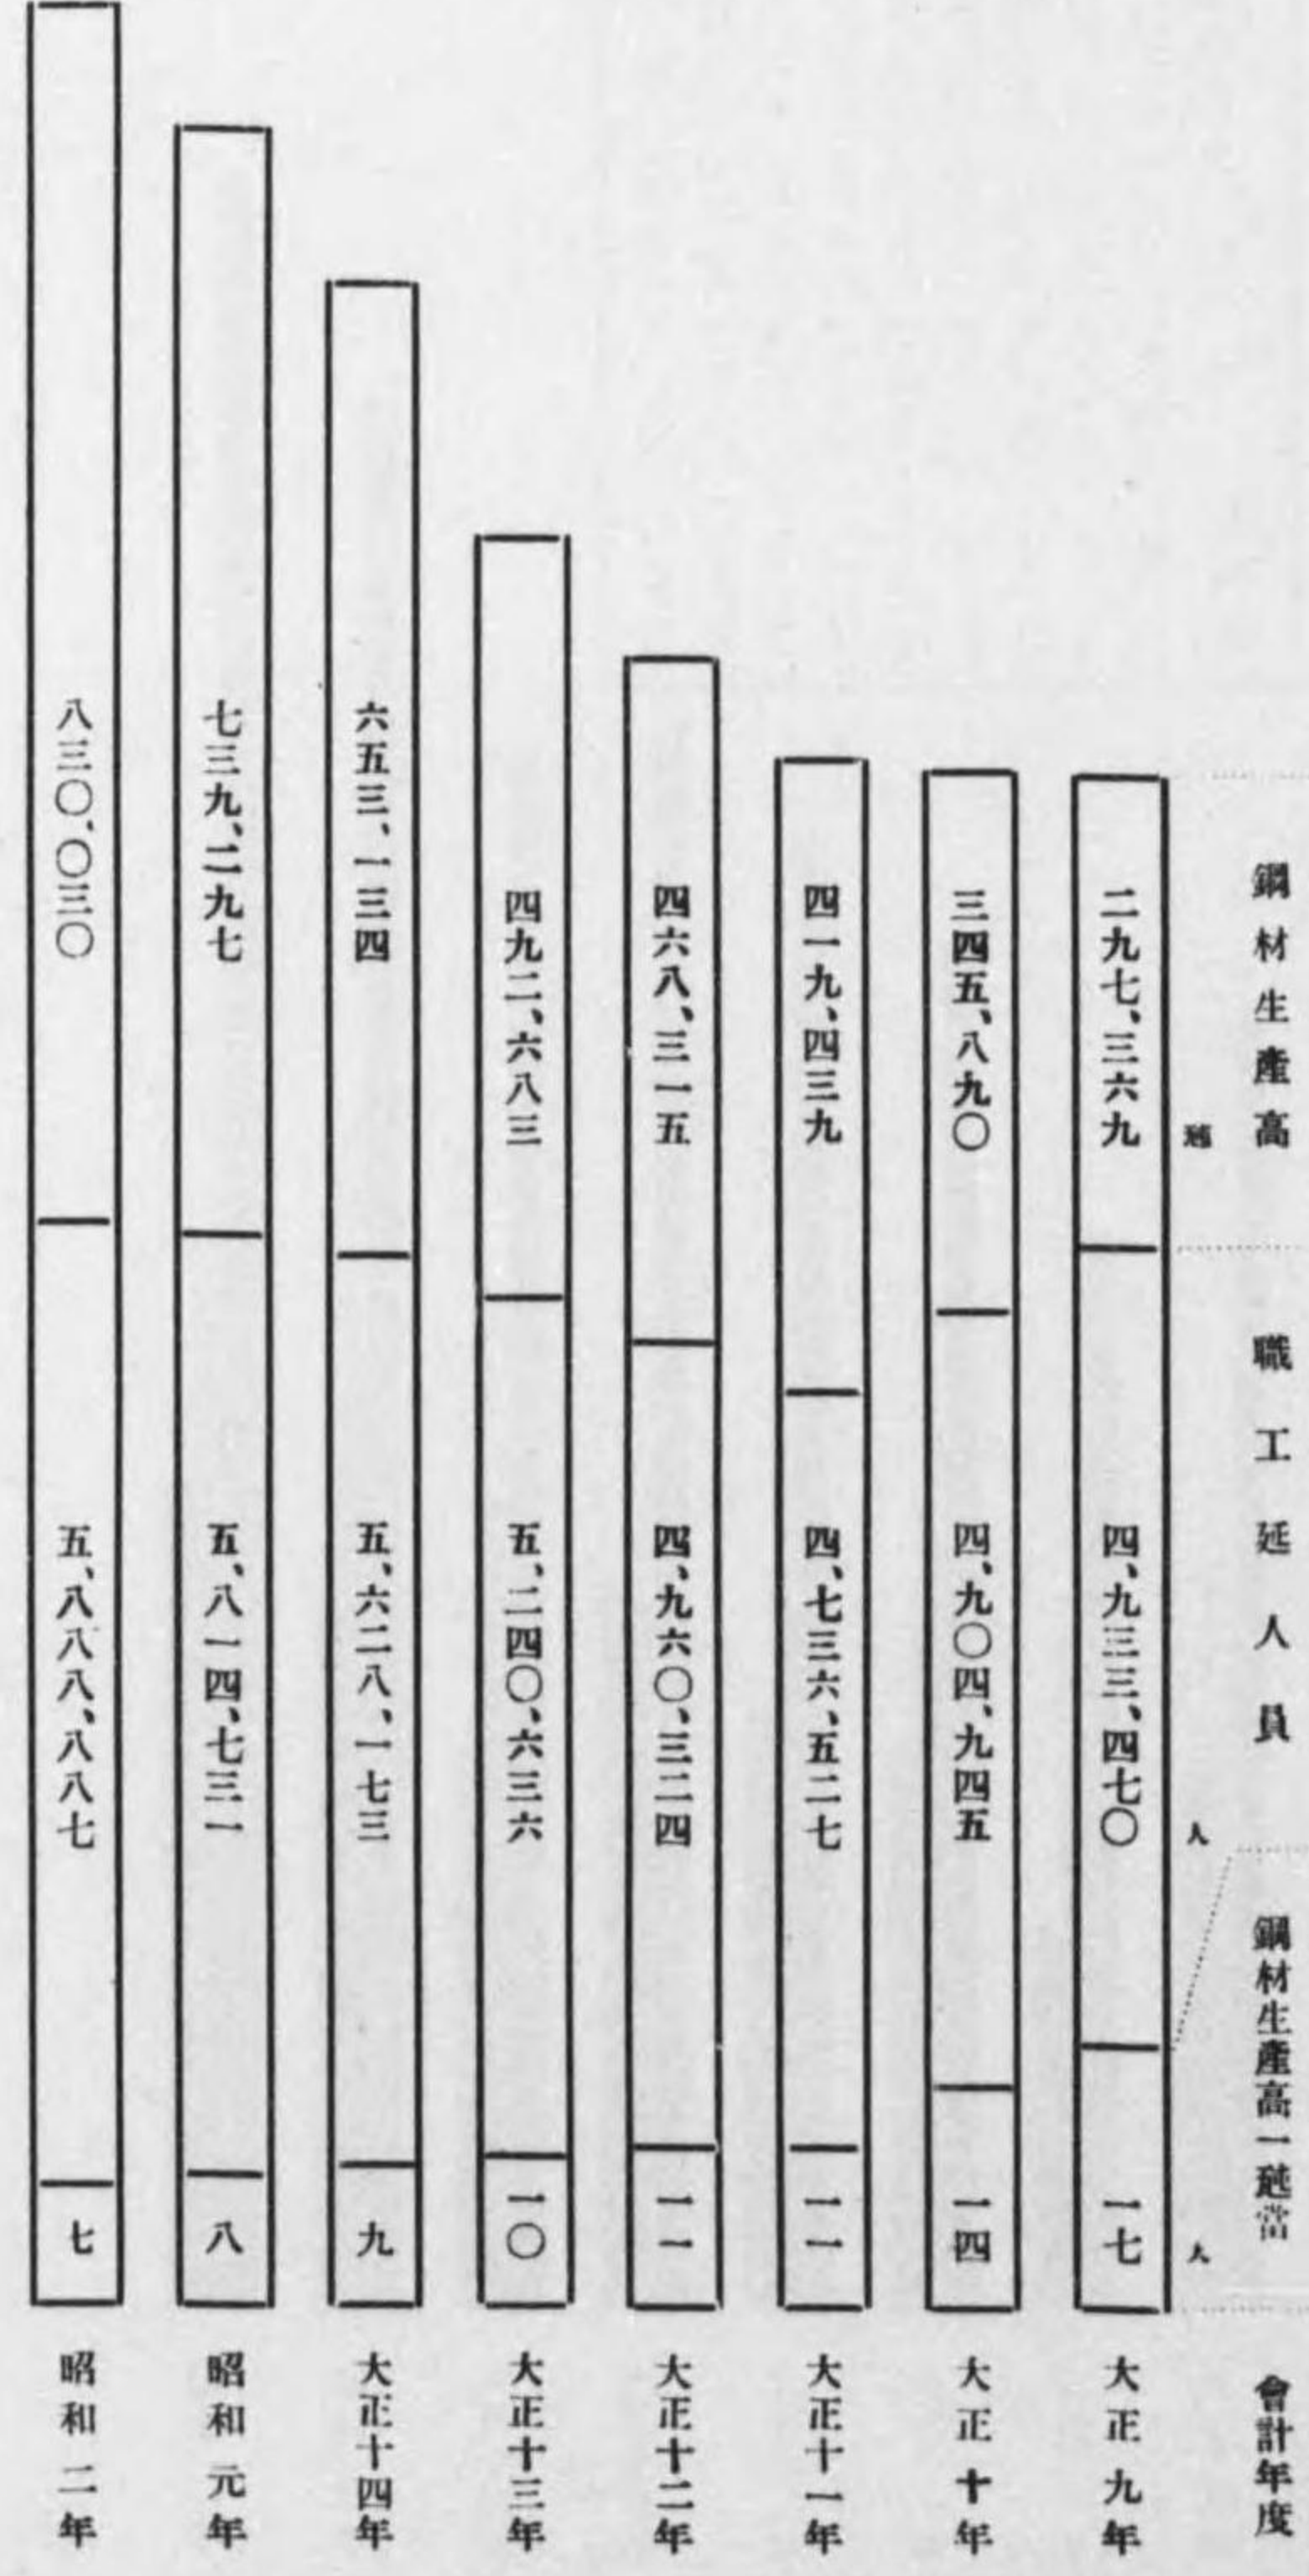 鋼材生產高
職工延人員
鋼材生產高一瓲當
會計年度
瓲
人
人
二九七、三六九
四、九三三、四七〇
一七
大正九年
三四五、八九〇
四、九〇四、九四五
一四
大正十年
四一九、四三九
四、七三六、五二七
一一
大正十一年
四六八、三一五
四、九六〇、三二四
一一
大正十二年
四九二、六八三
五、二四〇、六三六
一〇
大正十三年
六五三、一三四
五、六二八、一七三
九
大正十四年
七三九、二九七
五、八一四、七三一
八
昭和元年
八三〇、〇三〇
五、八八八、八八七
七
昭和二年